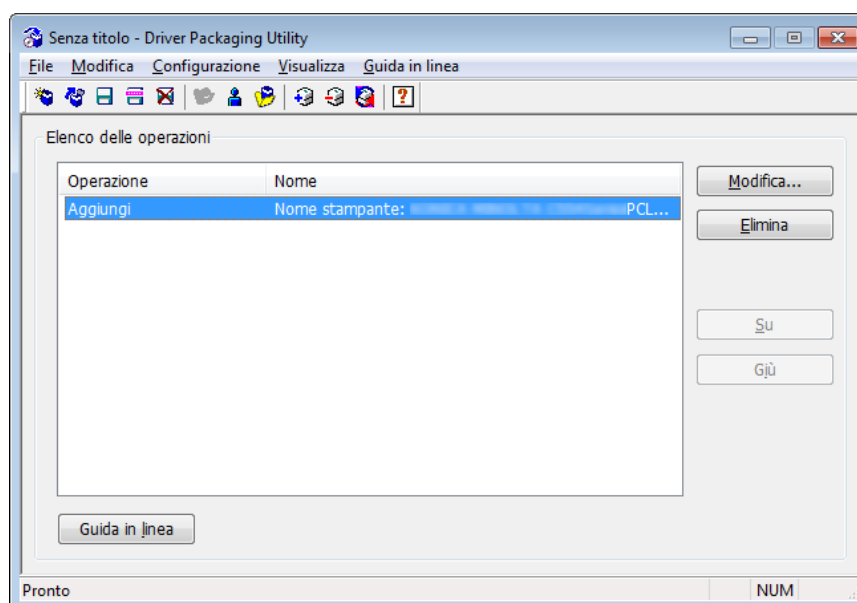 Senza titolo - Driver Packaging Utility
File Modifica Configurazione Visualizza Guida in linea
Elenco delle operazioni
Operazione Nome
Aggiungi Nome stampante: PCL...
Modifica...
Elimina
Su
Giù
Guida in linea
Pronto NUM